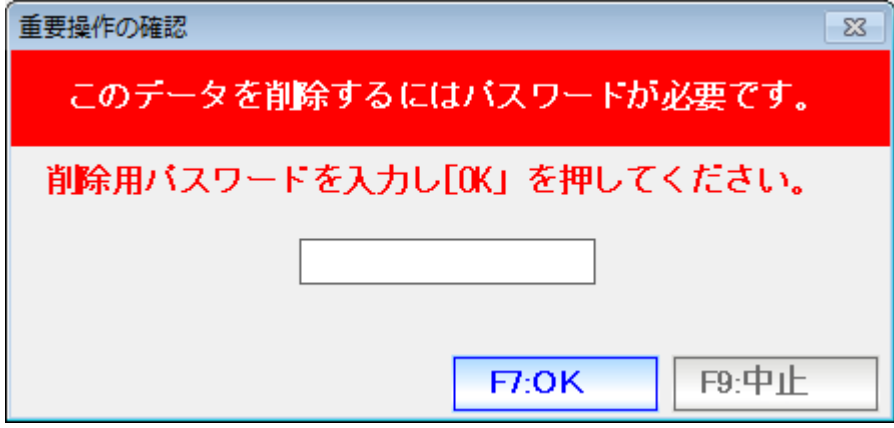 重要操作の確認
このデータを削除するにはパスワードが必要です。
削除用パスワードを入力し[OK」を押してください。
F7:OK
F9:中止